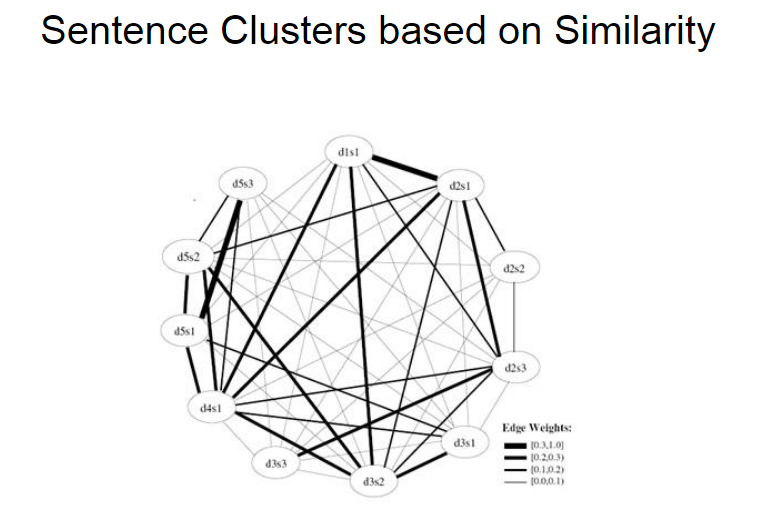 Sentence Clusters based on Similarity
d1s1
d5s3
d2s1
d5s2
d2s2
d5s1
d2s3
d4s1
d3s1
d3s3
d3s2
Edge Weights:
[0.3,1.0]
[0.2,0.3)
[0.1,0.2)
[0.0,0.1)